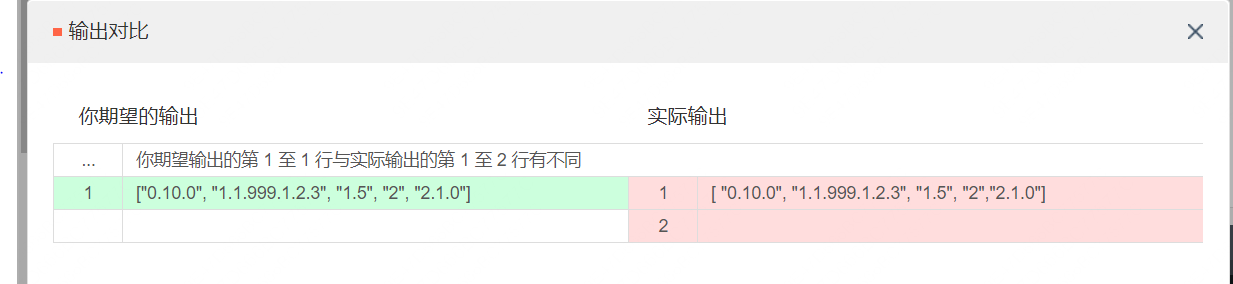 输出对比
你期望的输出
实际输出
... 你期望输出的第 1 至 1 行与实际输出的第 1 至 2 行有不同
1 ["0.10.0", "1.1.999.1.2.3", "1.5", "2", "2.1.0"]
1 [ "0.10.0", "1.1.999.1.2.3", "1.5", "2","2.1.0"]
2